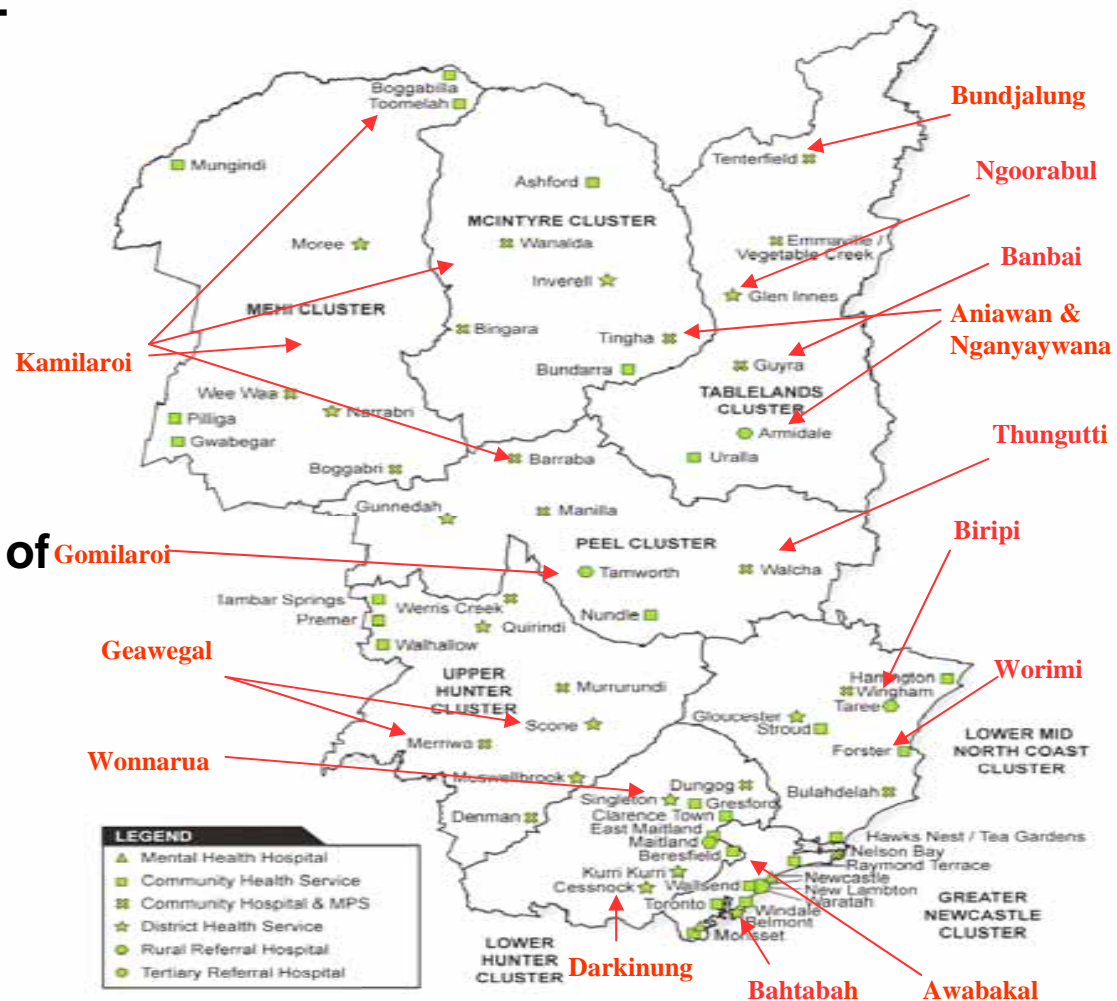 Boggabilla
Toomelah
Bundjalung
Mungindi
Tenterfield
Ngoorabul
Ashford
MCINTYRE CLUSTER
Moree
Wanalda
Emmaville /
Vegetable Creek
Banbai
Inverell
Glen Innes
MEHI CLUSTER
Aniawan &
Nganyaywana
Bingara
Tingha
Kamilaroi
Bundarra
Guyra
TABLELANDS
CLUSTER
Wee Waa
Narrabri
Pilliga
Armidale
Gwabegar
Thungutti
Boggabri
Barraba
Uralla
Gunnedah
Manilla
of
Gomilaroi
PEEL CLUSTER
Biripi
Tamworth
Walcha
Tambar Springs
Werris Creek
Premer
Quirindi
Nundle
Walhallow
Geawegal
UPPER
HUNTER
CLUSTER
Murrurundi
Harrington
Wingham
Worimi
Taree
Scone
Gloucester
Stroud
Merriwa
Forster
LOWER MID
NORTH COAST
CLUSTER
Wonnarua
Muswellbrook
Dungog
Bulahdelah
Singleton
Gresford
Denman
Clarence Town
East Maitland
Maitland
Beresfield
Hawks Nest / Tea Gardens
Nelson Bay
Raymond Terrace
Kurri Kurri
Cessnock
Wallsend
Newcastle
New Lambton
Waratah
Toronto
Windale
Belmont
Morisset
GREATER
NEWCASTLE
CLUSTER
LOWER
HUNTER
CLUSTER
Darkinung
Bahtabah
Awabakal
LEGEND
Mental Health Hospital
Community Health Service
Community Hospital & MPS
District Health Service
Rural Referral Hospital
Tertiary Referral Hospital